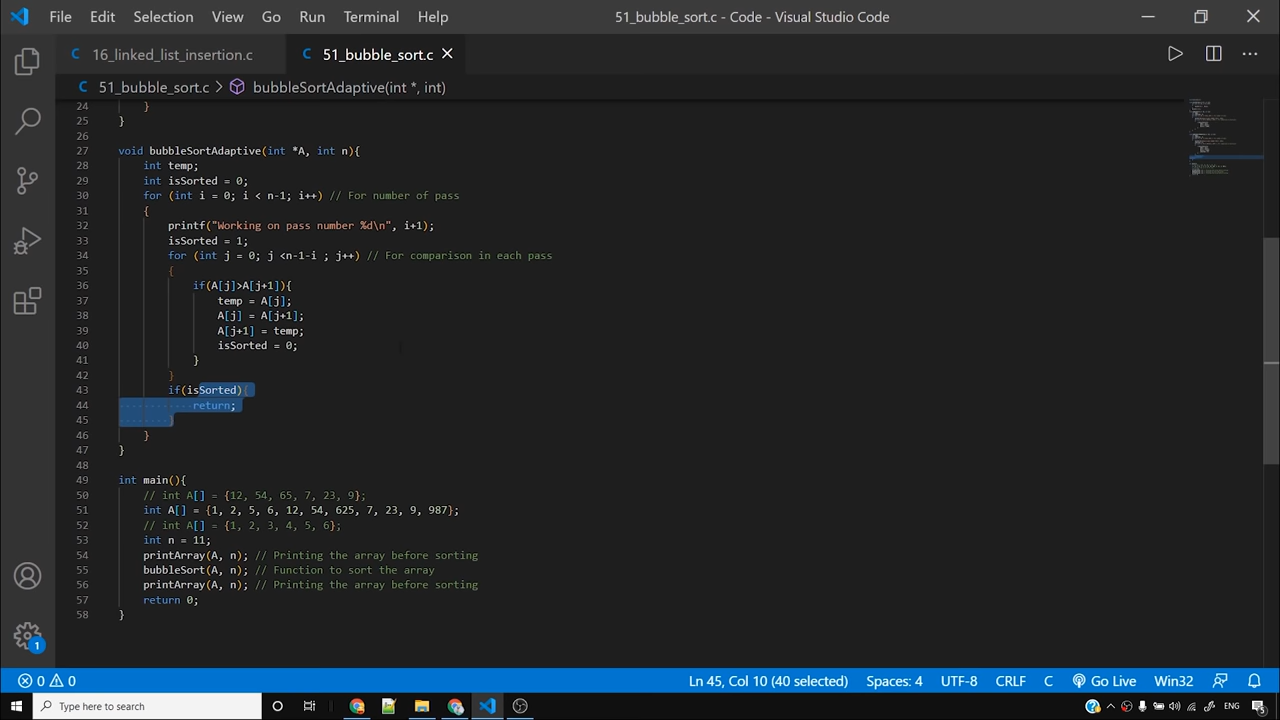 File Edit Selection View Go Run Terminal Help 51_bubble_sort.c - Code - Visual Studio Code
C 16_linked_list_insertion.c C 51_bubble_sort.c
C 51_bubble_sort.c > bubbleSortAdaptive(int *, int)
24 }
25 }
26
27 void bubbleSortAdaptive(int *A, int n){
28 int temp;
29 int isSorted = 0;
30 for (int i = 0; i < n-1; i++) // For number of pass
31 {
32 printf("Working on pass number %d\n", i+1);
33 isSorted = 1;
34 for (int j = 0; j <n-1-i ; j++) // For comparison in each pass
35 {
36 if(A[j]>A[j+1]){
37 temp = A[j];
38 A[j] = A[j+1];
39 A[j+1] = temp;
40 isSorted = 0;
41 }
42 }
43 if(isSorted){
44 return;
45 }
46 }
47 }
48
49 int main(){
50 // int A[] = {12, 54, 65, 7, 23, 9};
51 int A[] = {1, 2, 5, 6, 12, 54, 625, 7, 23, 9, 987};
52 // int A[] = {1, 2, 3, 4, 5, 6};
53 int n = 11;
54 printArray(A, n); // Printing the array before sorting
55 bubbleSort(A, n); // Function to sort the array
56 printArray(A, n); // Printing the array before sorting
57 return 0;
58 }
1
0 0 Ln 45, Col 10 (40 selected) Spaces: 4 UTF-8 CRLF C Go Live Win32
Type here to search ENG